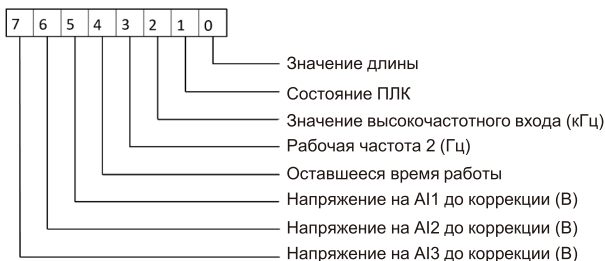 7 6 5 4 3 2 1 0
Значение длины
Состояние ПЛК
Значение высокочастотного входа (кГц)
Рабочая частота 2 (Гц)
Оставшееся время работы
Напряжение на AI1 до коррекции (В)
Напряжение на AI2 до коррекции (В)
Напряжение на AI3 до коррекции (В)